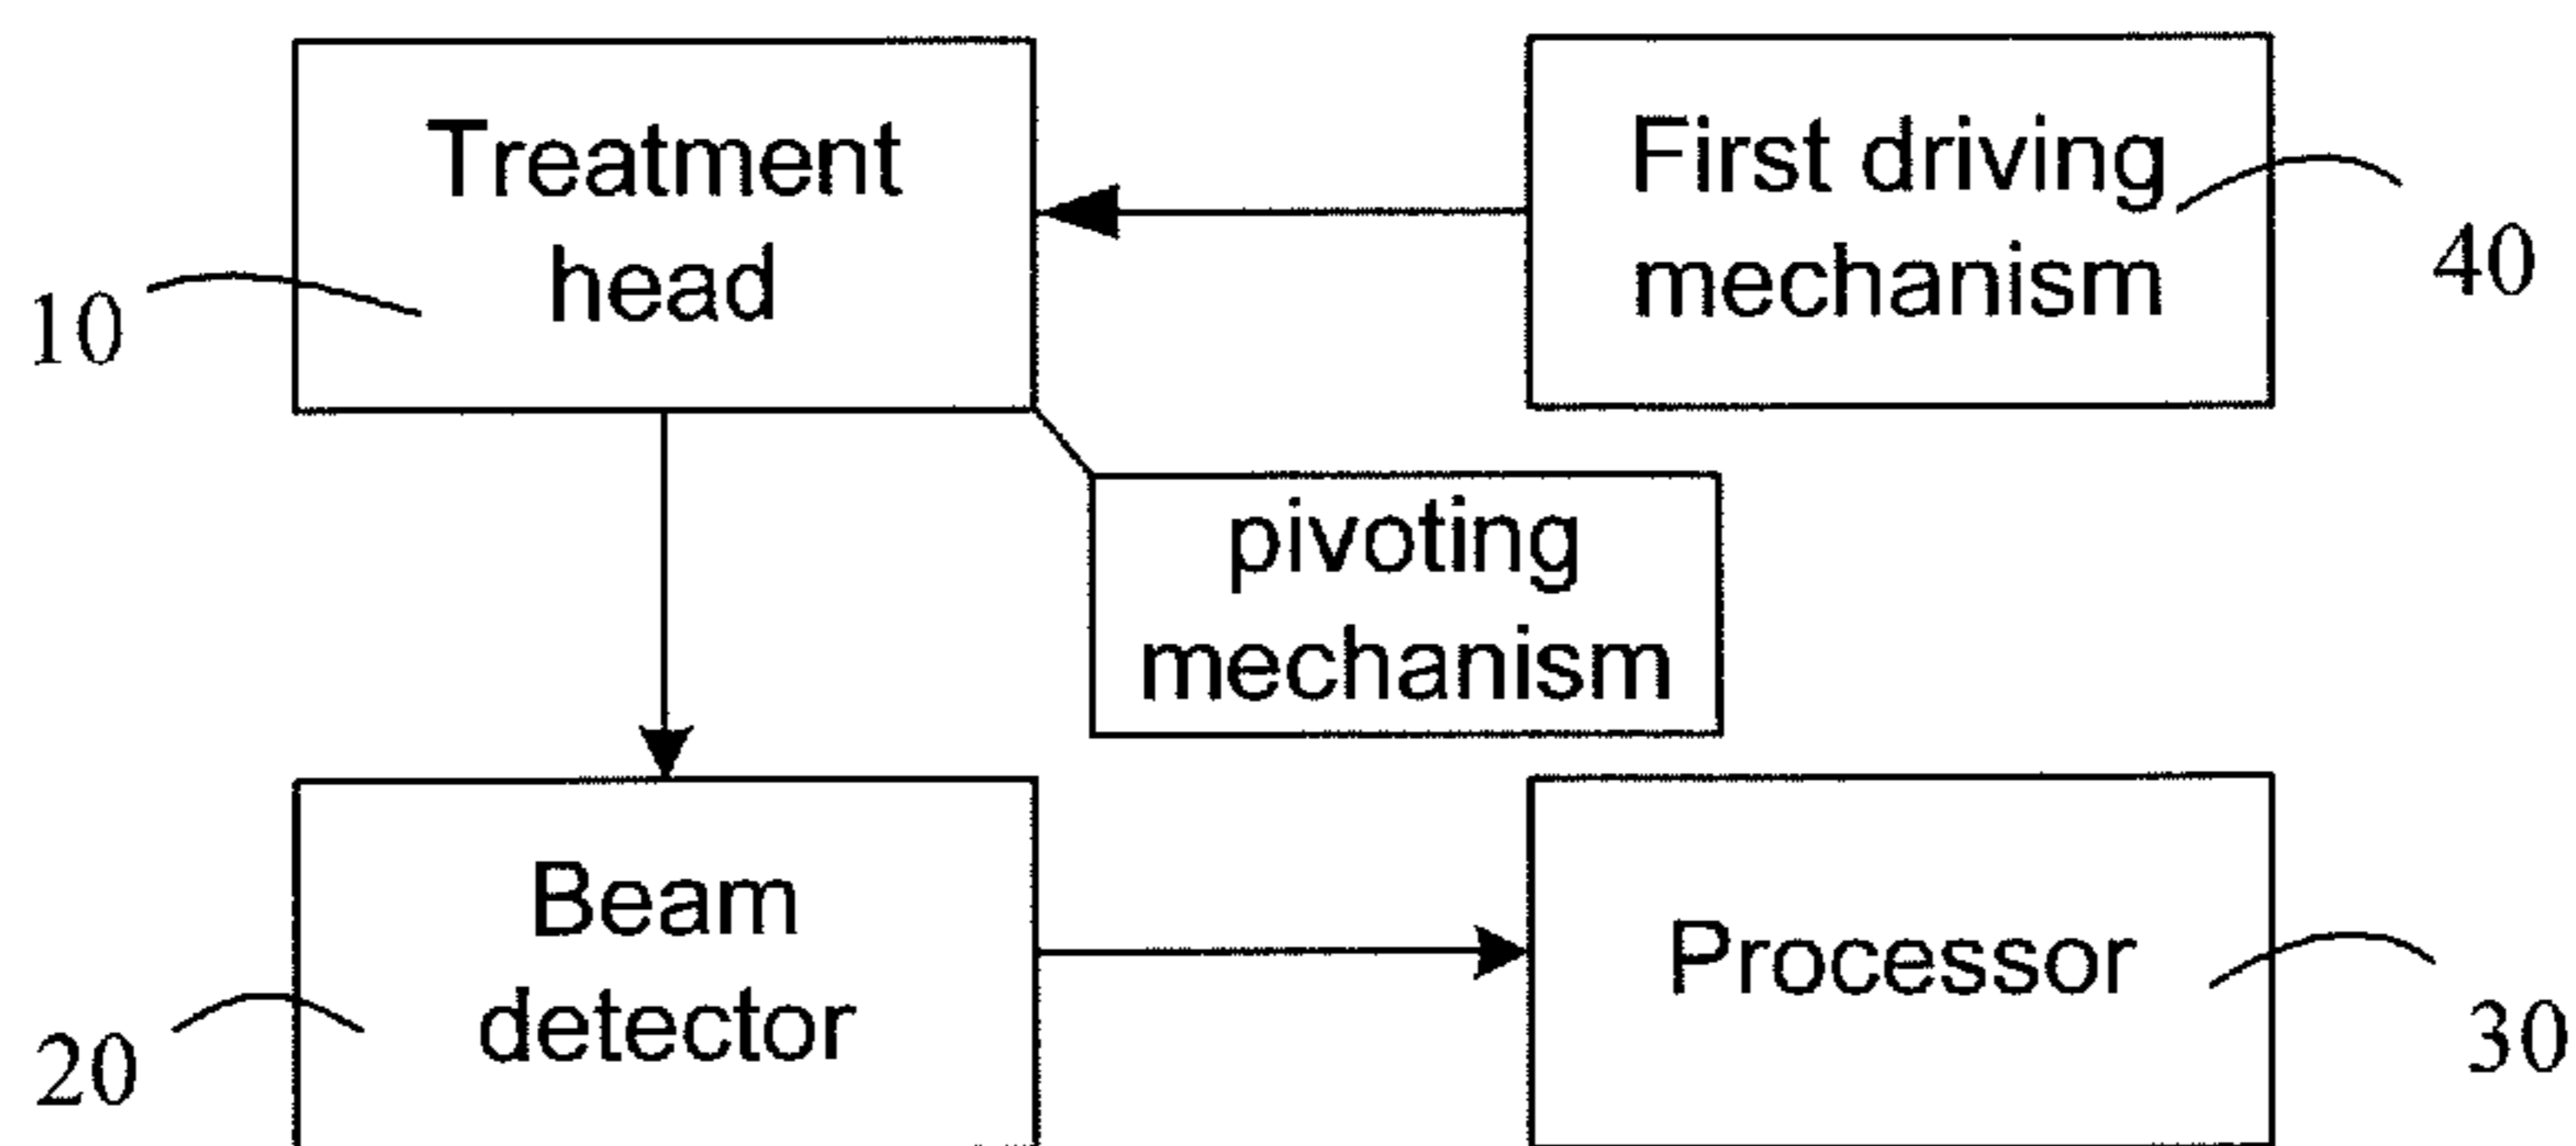 Treatment
head
10
First driving
mechanism
40
pivoting
mechanism
Beam
detector
20
Processor
30